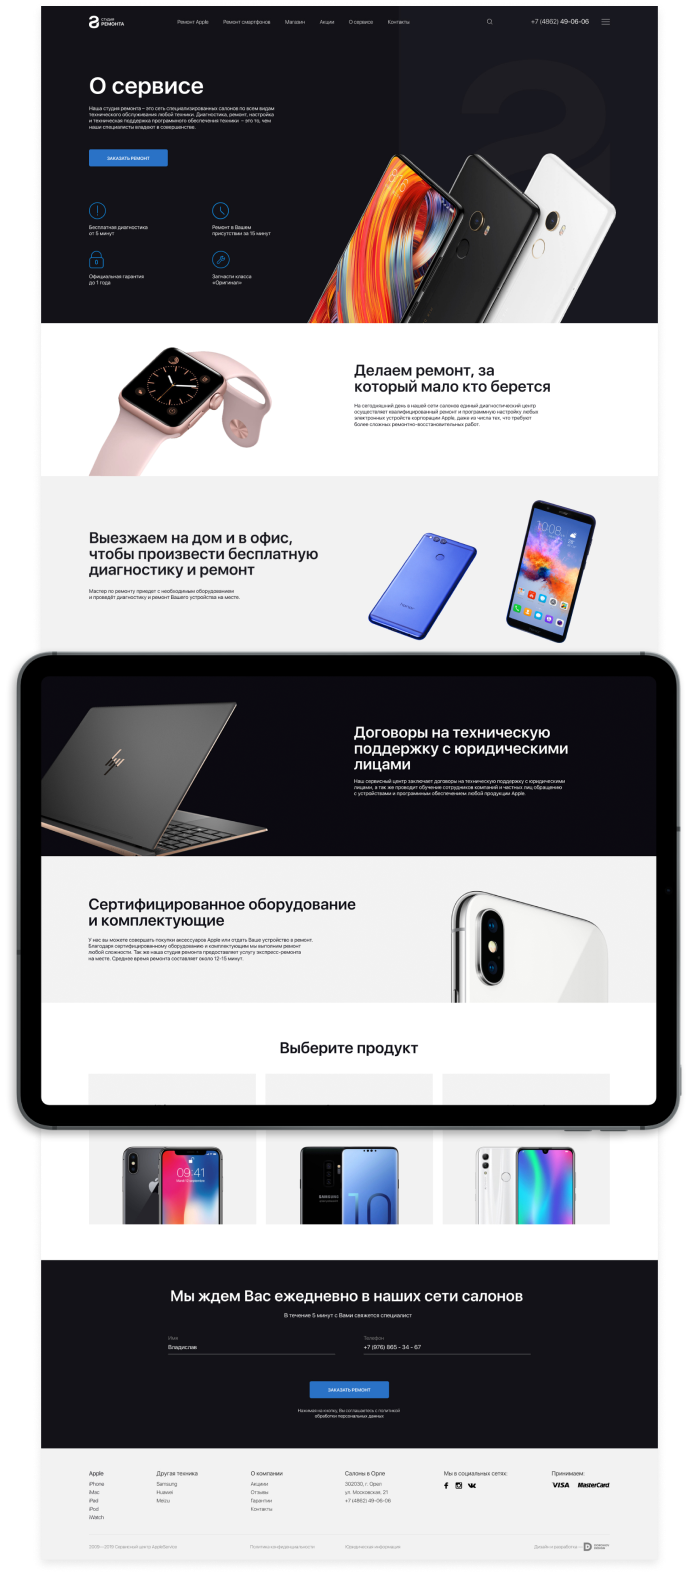 СТУДИЯ
РЕМОНТА
Ремонт Apple
Ремонт смартфонов
Магазин
Акции
О сервисе
Контакты
+7 (4862) 49-06-06
О сервисе
Наша студия ремонта – это сеть специализированных салонов по всем видам
технического обслуживания любой техники. Диагностика, ремонт, настройка
и техническая поддержка программного обеспечения техники – это то, чем
наши специалисты владеют в совершенстве.
ЗАКАЗАТЬ РЕМОНТ
Бесплатная диагностика
от 5 минут
Ремонт в Вашем
присутствии за 15 минут
Официальная гарантия
до 1 года
Запчасти класса
«Оригинал»
Делаем ремонт, за
который мало кто берется
На сегодняшний день в нашей сети салонов единый диагностический центр
осуществляет квалифицированный ремонт и программную настройку любых
электронных устройств корпорации Apple, даже из числа тех, что требуют
более сложных ремонтно-восстановительных работ.
Выезжаем на дом и в офис,
чтобы произвести бесплатную
диагностику и ремонт
Мастер по ремонту приедет с необходимым оборудованием
и проведёт диагностику и ремонт Вашего устройства на месте.
honor
10:08
Договоры на техническую
поддержку с юридическими
лицами
Наш сервисный центр заключает договоры на техническую поддержку с юридическими
лицами, а так же проводит обучение сотрудников компаний и частных лиц обращению
с устройствами и программным обеспечением любой продукции Apple.
Сертифицированное оборудование
и комплектующие
У нас вы можете совершать покупки аксессуаров Apple или отдать Ваше устройство в ремонт.
Благодаря сертифицированному оборудованию и комплектующим мы выполним ремонт
любой сложности. Так же наша студия ремонта предоставляет услугу экспресс-ремонта
на месте. Среднее время ремонта составляет около 12-15 минут.
Выберите продукт
09:41
SAMSUNG
10
Мы ждем Вас ежедневно в наших сети салонов
В течение 5 минут с Вами свяжется специалист
Имя
Владислав
Телефон
+7 (976) 865 - 34 - 67
ЗАКАЗАТЬ РЕМОНТ
Нажимая на кнопку, Вы соглашаетесь с политикой
обработки персональных данных
Apple
iPhone
iMac
iPad
iPod
iWatch
Другая техника
Samsung
Huawei
Meizu
О компании
Акции
Отзывы
Гарантии
Контакты
Салоны в Орле
302030, г. Орел
ул. Московская, 21
+7 (4862) 49-06-06
Мы в социальных сетях:
Принимаем:
VISA
MasterCard
2009 – 2019 Сервисный центр AppleService
Политика конфиденциальности
Юридическая информация
Дизайн и разработка —